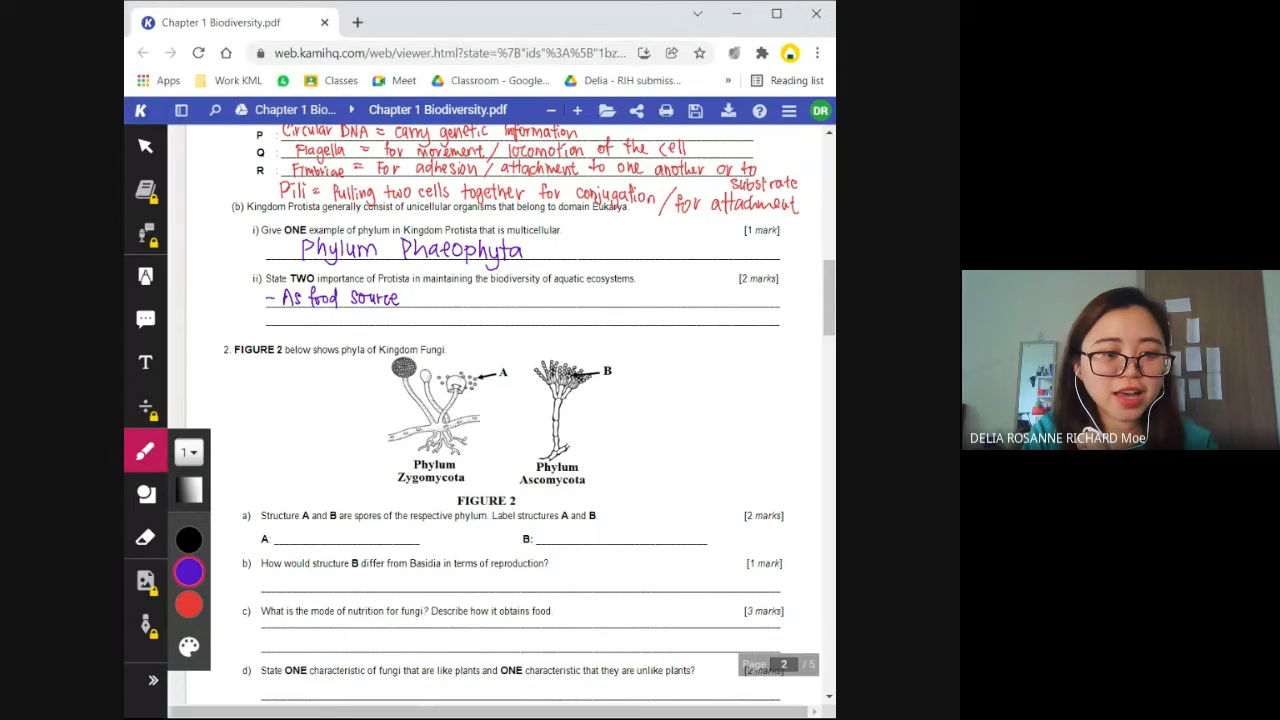 Chapter 1 Biodiversity.pdf
web.kamihq.com/web/viewer.html?state=%7B"ids"%3A%5B"1bz...
Apps Work KML Classes Meet Classroom - Google... Delia - RIH submiss... » Reading list
Chapter 1 Bio... Chapter 1 Biodiversity.pdf DR
P : Circular DNA = carry genetic information
Q : Flagella = for movement / locomotion of the cell
R : Fimbriae = For adhesion / attachment to one another or to substrate
Pili = pulling two cells together for conjugation / for attachment
(b) Kingdom Protista generally consist of unicellular organisms that belong to domain Eukarya.
i) Give ONE example of phylum in Kingdom Protista that is multicellular. [1 mark]
Phylum Phaeophyta
ii) State TWO importance of Protista in maintaining the biodiversity of aquatic ecosystems. [2 marks]
- As food source
2. FIGURE 2 below shows phyla of Kingdom Fungi.
A B
Phylum Zygomycota
Phylum Ascomycota
FIGURE 2
a) Structure A and B are spores of the respective phylum. Label structures A and B. [2 marks]
A: B:
b) How would structure B differ from Basidia in terms of reproduction? [1 mark]
c) What is the mode of nutrition for fungi? Describe how it obtains food. [3 marks]
d) State ONE characteristic of fungi that are like plants and ONE characteristic that they are unlike plants? [2 marks]
Page 2 / 5
T
1
DELIA ROSANNE RICHARD Moe